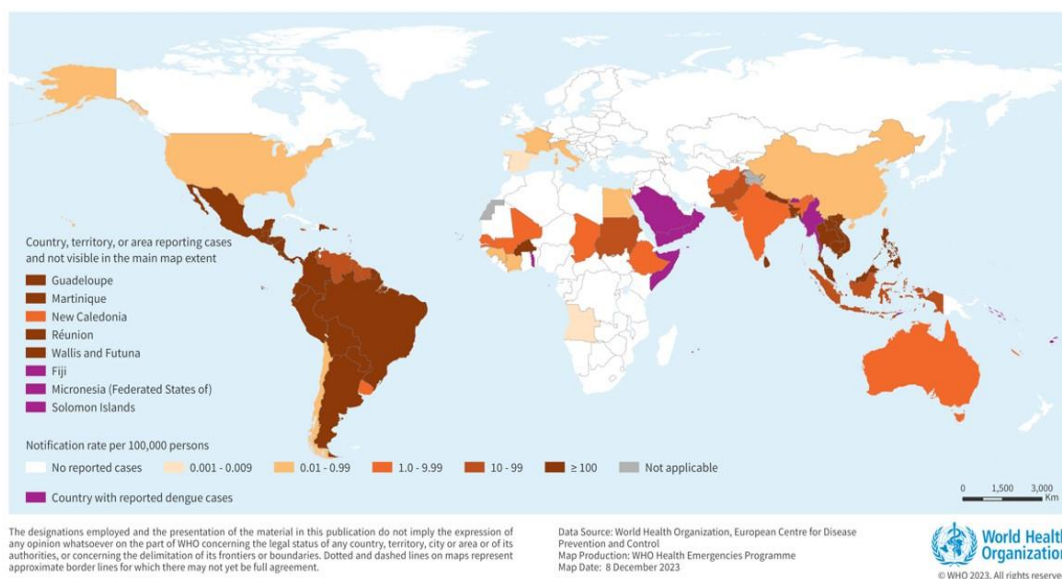 Country, territory, or area reporting cases
and not visible in the main map extent
Guadeloupe
Martinique
New Caledonia
Réunion
Wallis and Futuna
Fiji
Micronesia (Federated States of)
Solomon Islands
Notification rate per 100,000 persons
No reported cases 0.001 - 0.009 0.01 - 0.99 1.0 - 9.99 10 - 99 ≥ 100 Not applicable
Country with reported dengue cases
0 1,500 3,000
Km
The designations employed and the presentation of the material in this publication do not imply the expression of
any opinion whatsoever on the part of WHO concerning the legal status of any country, territory, city or area or of its
authorities, or concerning the delimitation of its frontiers or boundaries. Dotted and dashed lines on maps represent
approximate border lines for which there may not yet be full agreement.
Data Source: World Health Organization, European Centre for Disease
Prevention and Control
Map Production: WHO Health Emergencies Programme
Map Date: 8 December 2023
World Health
Organization
© WHO 2023. All rights reserved